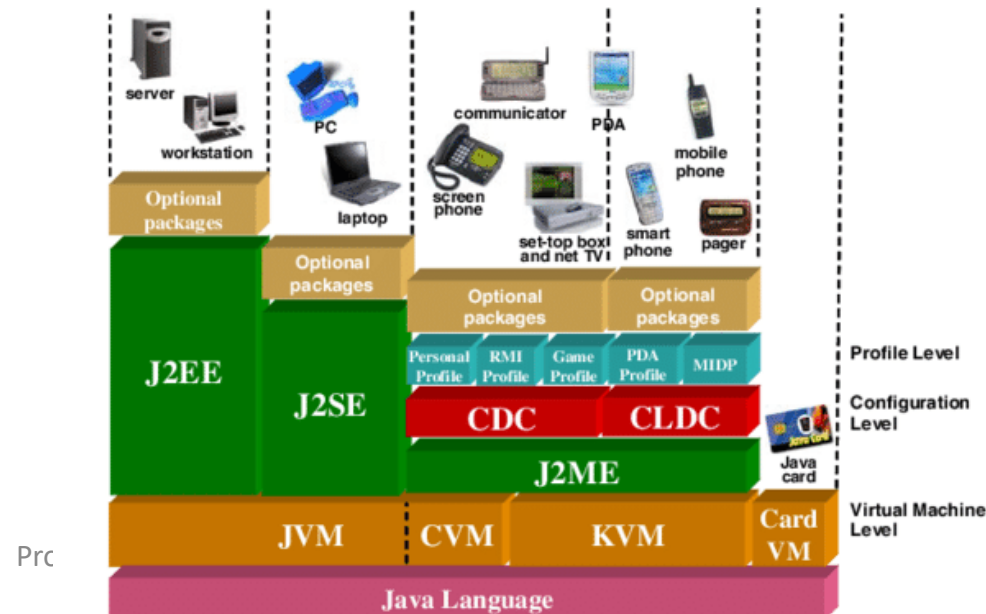 server
workstation
PC
laptop
communicator
PDA
screen
phone
set-top box
and net TV
mobile
phone
smart
phone
pager
Optional
packages
Optional
packages
Optional
packages
Optional
packages
J2EE
J2SE
Personal
Profile
RMI
Profile
Game
Profile
PDA
Profile
MIDP
Profile Level
CDC
CLDC
Configuration
Level
J2ME
Java
card
JVM
CVM
KVM
Card
VM
Virtual Machine
Level
Java Language